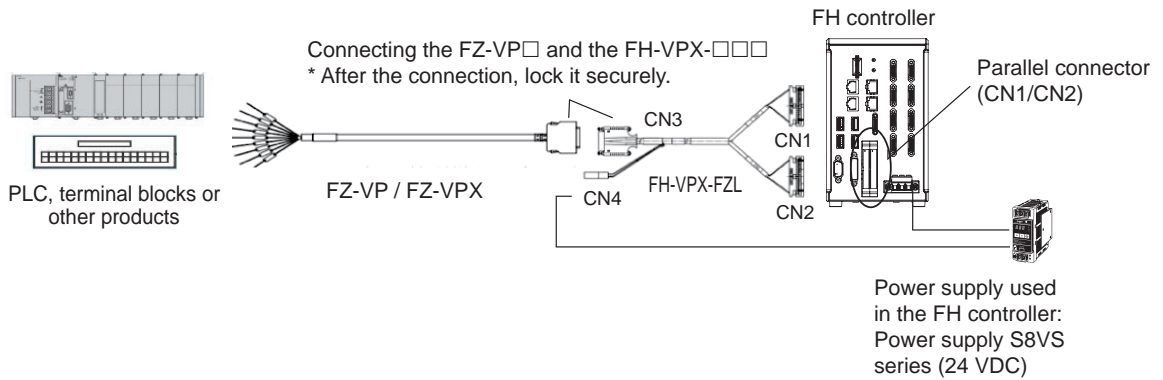 FH controller
Connecting the FZ-VP□ and the FH-VPX-□□□
* After the connection, lock it securely.
Parallel connector
(CN1/CN2)
CN3
CN1
PLC, terminal blocks or
other products
FZ-VP / FZ-VPX
CN4
FH-VPX-FZL
CN2
Power supply used
in the FH controller:
Power supply S8VS
series (24 VDC)